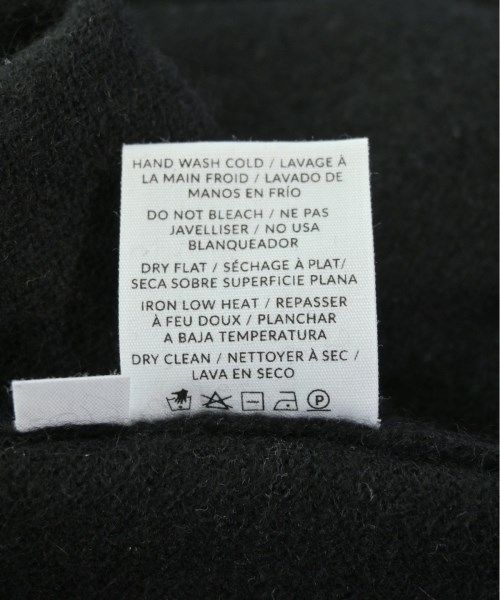 HAND WASH COLD / LAVAGE À
LA MAIN FROID / LAVADO DE
MANOS EN FRÍO
DO NOT BLEACH / NE PAS
JAVELLISER / NO USA
BLANQUEADOR
DRY FLAT / SÉCHAGE À PLAT/
SECA SOBRE SUPERFICIE PLANA
IRON LOW HEAT / REPASSER
À FEU DOUX / PLANCHAR
A BAJA TEMPERATURA
DRY CLEAN / NETTOYER À SEC /
LAVA EN SECO
P